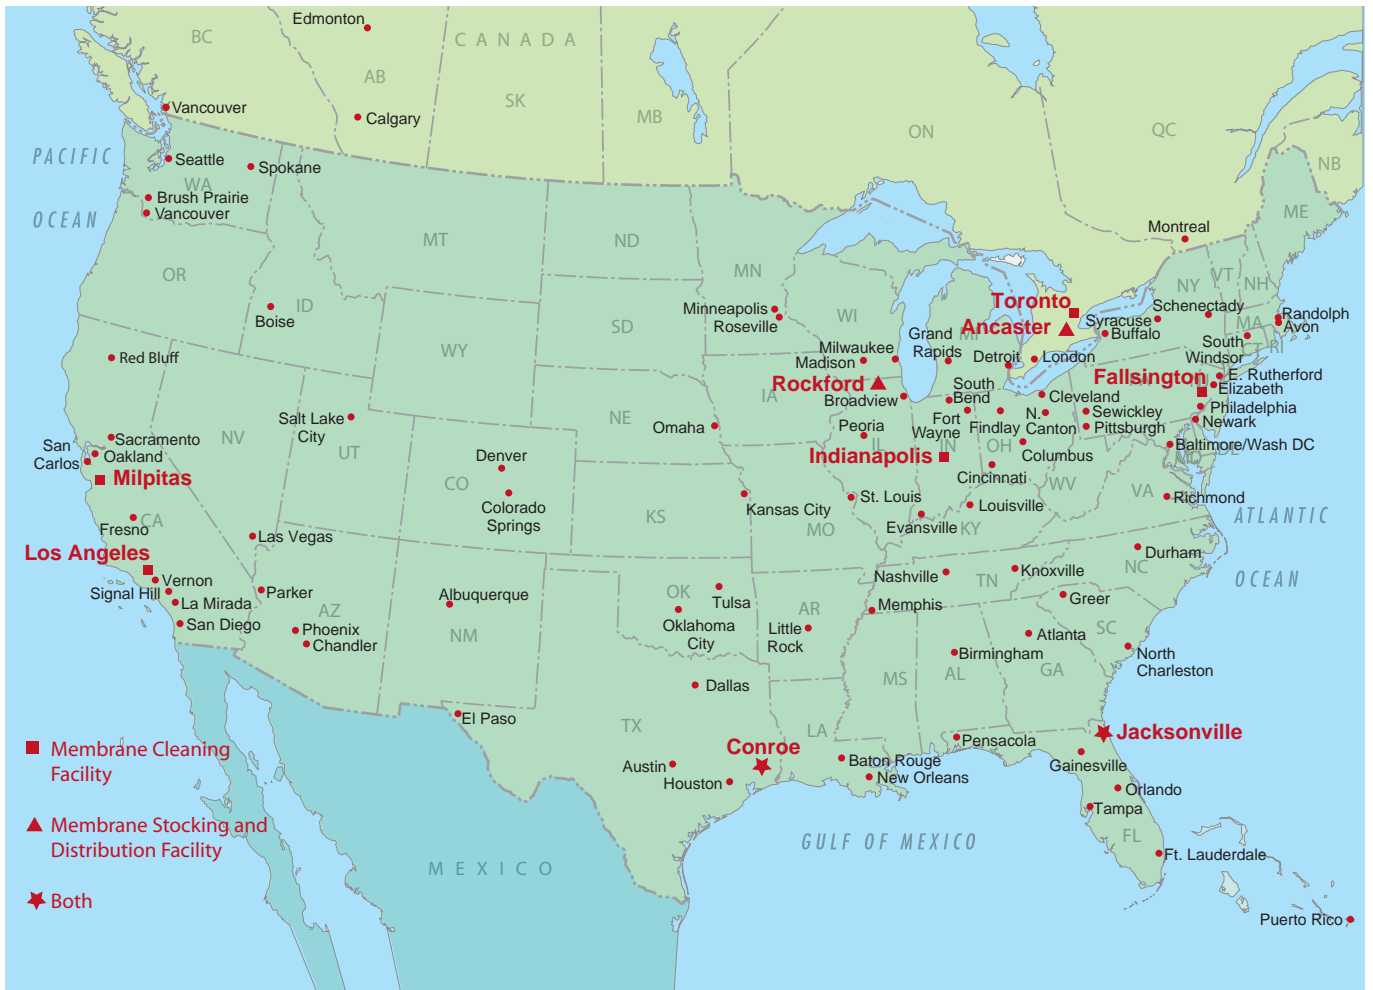 Edmonton
BC
CANADA
AB
SK
MB
ON
QC
NB
Vancouver
Calgary
PACIFIC
OCEAN
Seattle
Spokane
WA
Brush Prairie
Vancouver
MT
ND
MN
ME
Montreal
OR
ID
Boise
SD
WY
Minneapolis
Roseville
WI
MI
NY
VT
NH
Toronto
Ancaster
Syracuse
Schenectady
Buffalo
MA
Randolph
Avon
Red Bluff
Milwaukee
Madison
Grand
Rapids
Detroit
London
South
Windsor
CT
RI
Rockford
IA
Broadview
South
Bend
Cleveland
Fallsington
PA
NJ
E. Rutherford
Elizabeth
Salt Lake
City
NV
UT
NE
Omaha
Peoria
IL
Fort
Wayne
Findlay
N.
Canton
Sewickley
Pittsburgh
Philadelphia
Newark
Sacramento
San
Carlos
Oakland
Milpitas
Denver
CO
Colorado
Springs
Indianapolis
IN
OH
Columbus
Cincinnati
Baltimore/Wash DC
MD
DE
WV
VA
Richmond
Fresno
CA
Las Vegas
KS
Kansas City
MO
St. Louis
Evansville
Louisville
KY
ATLANTIC
OCEAN
Los Angeles
Vernon
Signal Hill
La Mirada
San Diego
Parker
AZ
Phoenix
Chandler
Albuquerque
NM
OK
Tulsa
Oklahoma
City
AR
Little
Rock
Nashville
TN
Knoxville
Memphis
Durham
NC
Greer
SC
Atlanta
Birmingham
North
Charleston
MS
AL
GA
Dallas
El Paso
TX
LA
Conroe
Austin
Houston
Baton Rouge
New Orleans
Pensacola
Jacksonville
Gainesville
Orlando
Tampa
FL
Ft. Lauderdale
GULF OF MEXICO
MEXICO
Puerto Rico
Membrane Cleaning
Facility
Membrane Stocking and
Distribution Facility
Both